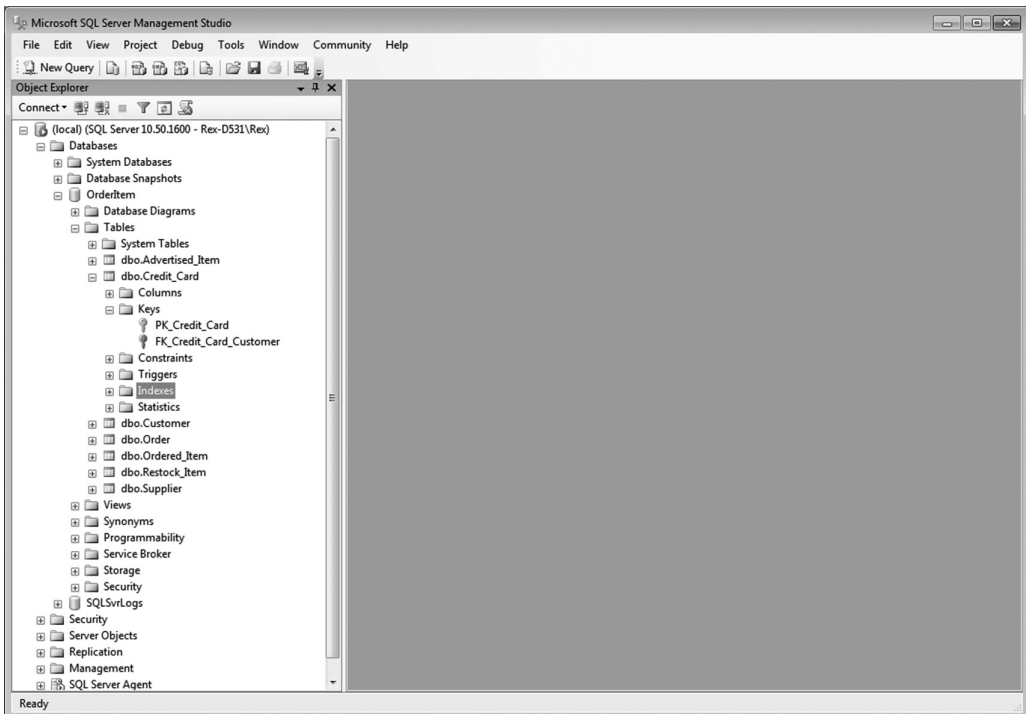 Microsoft SQL Server Management Studio
File Edit View Project Debug Tools Window Community Help
New Query
Object Explorer
Connect
(local) (SQL Server 10.50.1600 - Rex-D531\Rex)
Databases
System Databases
Database Snapshots
OrderItem
Database Diagrams
Tables
System Tables
dbo.Advertised_Item
dbo.Credit_Card
Columns
Keys
PK_Credit_Card
FK_Credit_Card_Customer
Constraints
Triggers
Indexes
Statistics
dbo.Customer
dbo.Order
dbo.Ordered_Item
dbo.Restock_Item
dbo.Supplier
Views
Synonyms
Programmability
Service Broker
Storage
Security
SQLSvrLogs
Security
Server Objects
Replication
Management
SQL Server Agent
Ready